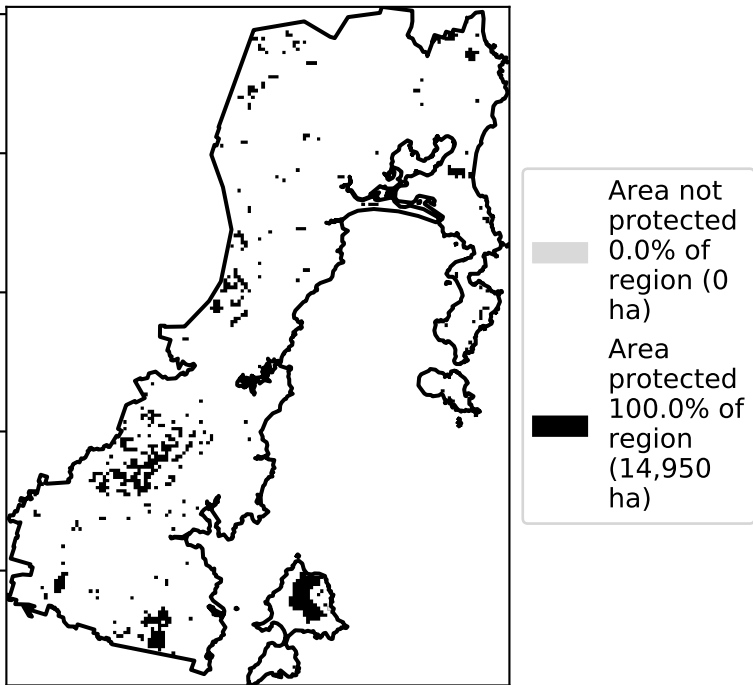 Area not
protected
0.0% of
region (0
ha)
Area
protected
100.0% of
region
(14,950
ha)